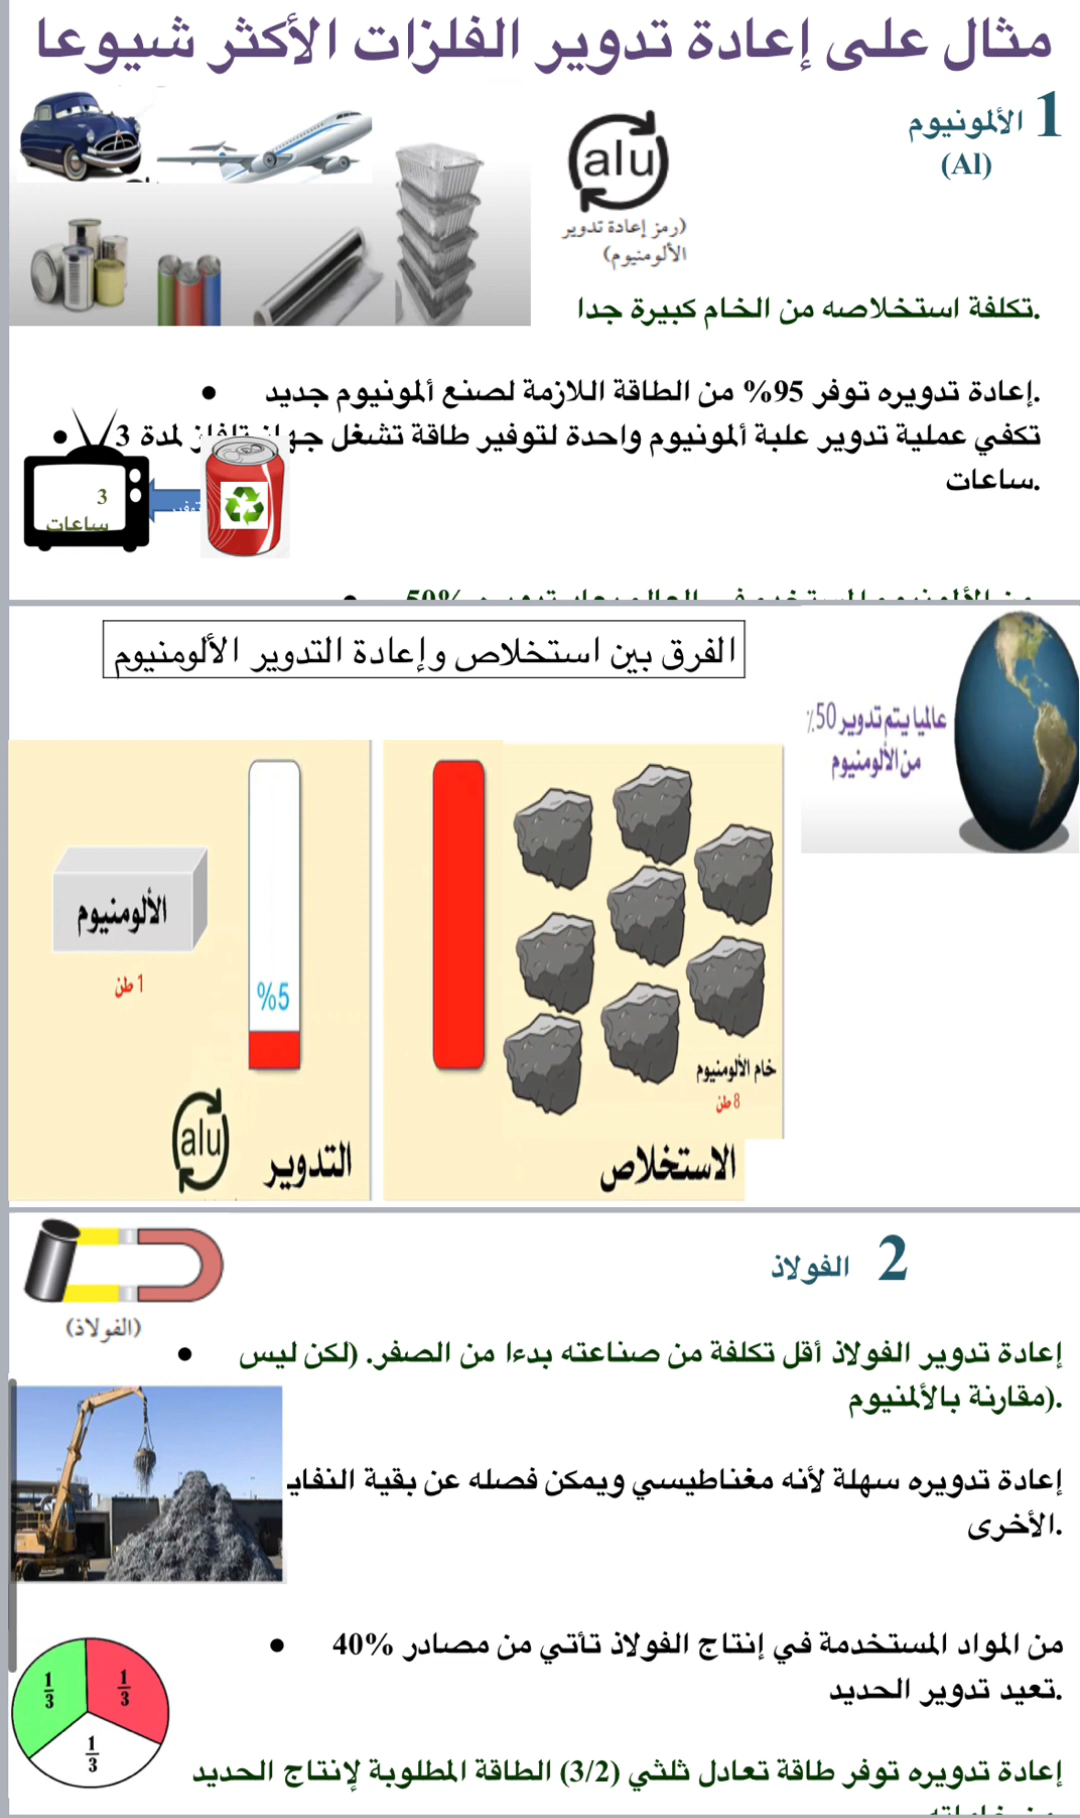 مثال على إعادة تدوير الفلزات الأكثر شيوعا
1 الألمونيوم
(Al)
alu
(رمز إعادة تدوير
الألومنيوم)
.تكلفة استخلاصه من الخام كبيرة جدا
• .إعادة تدويره توفر 95% من الطاقة اللازمة لصنع ألمونيوم جديد
• تكفي عملية تدوير علبة ألمونيوم واحدة لتوفير طاقة تشغل جهاز تلفاز لمدة 3
.ساعات
3
ساعات
توفير
الفرق بين استخلاص وإعادة التدوير الألومنيوم
عالميا يتم تدوير 50٪
من الألومنيوم
خام الألومنيوم
8 طن
الاستخلاص
الألومنيوم
1 طن
%5
alu
التدوير
2 الفولاذ
(الفولاذ)
• إعادة تدوير الفولاذ أقل تكلفة من صناعته بدءا من الصفر. (لكن ليس
.(مقارنة بالألمنيوم
إعادة تدويره سهلة لأنه مغناطيسي ويمكن فصله عن بقية النفاي
.الأخرى
• من المواد المستخدمة في إنتاج الفولاذ تأتي من مصادر 40%
.تعيد تدوير الحديد
1/3
1/3
1/3
إعادة تدويره توفر طاقة تعادل ثلثي (3/2) الطاقة المطلوبة لإنتاج الحديد